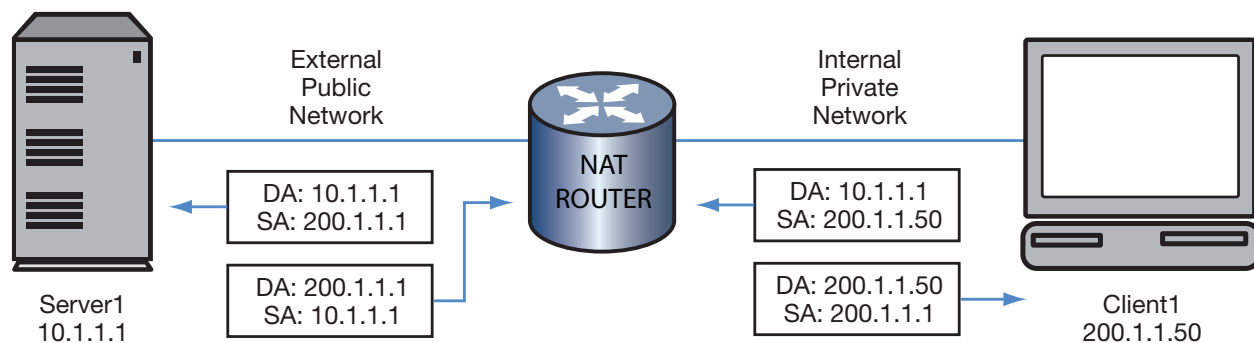 External
Public
Network
Internal
Private
Network
NAT
ROUTER
DA: 10.1.1.1
SA: 200.1.1.1
DA: 10.1.1.1
SA: 200.1.1.50
DA: 200.1.1.1
SA: 10.1.1.1
DA: 200.1.1.50
SA: 200.1.1.1
Server1
10.1.1.1
Client1
200.1.1.50